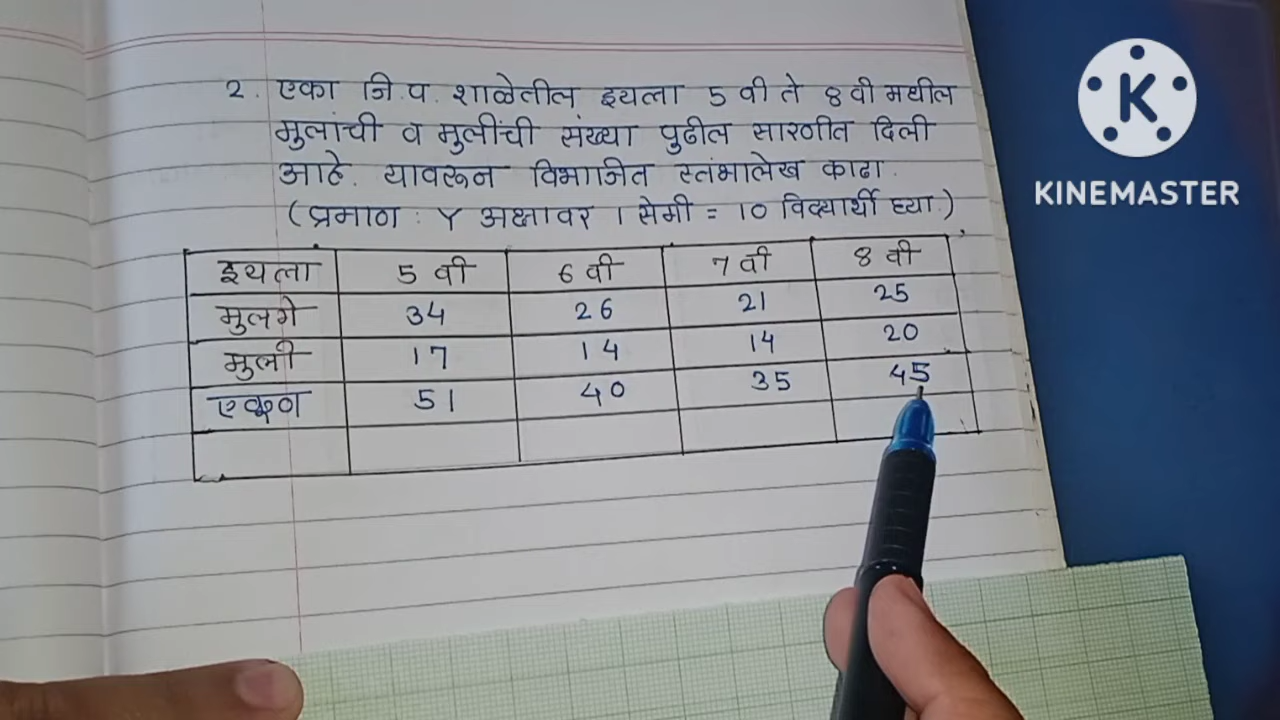 2. एका जि.प. शाळेतील इयत्ता 5 वी ते 8 वी मधील
मुलांची व मुलींची संख्या पुढील सारणीत दिली
आहे. यावरून विभाजित स्तंभालेख काढा.
(प्रमाण : Y अक्षावर 1 सेमी = 10 विद्यार्थी घ्या.)
इयत्ता 5 वी 6 वी 7 वी 8 वी
मुलगे 34 26 21 25
मुली 17 14 14 20
एकूण 51 40 35 45
K
KINEMASTER